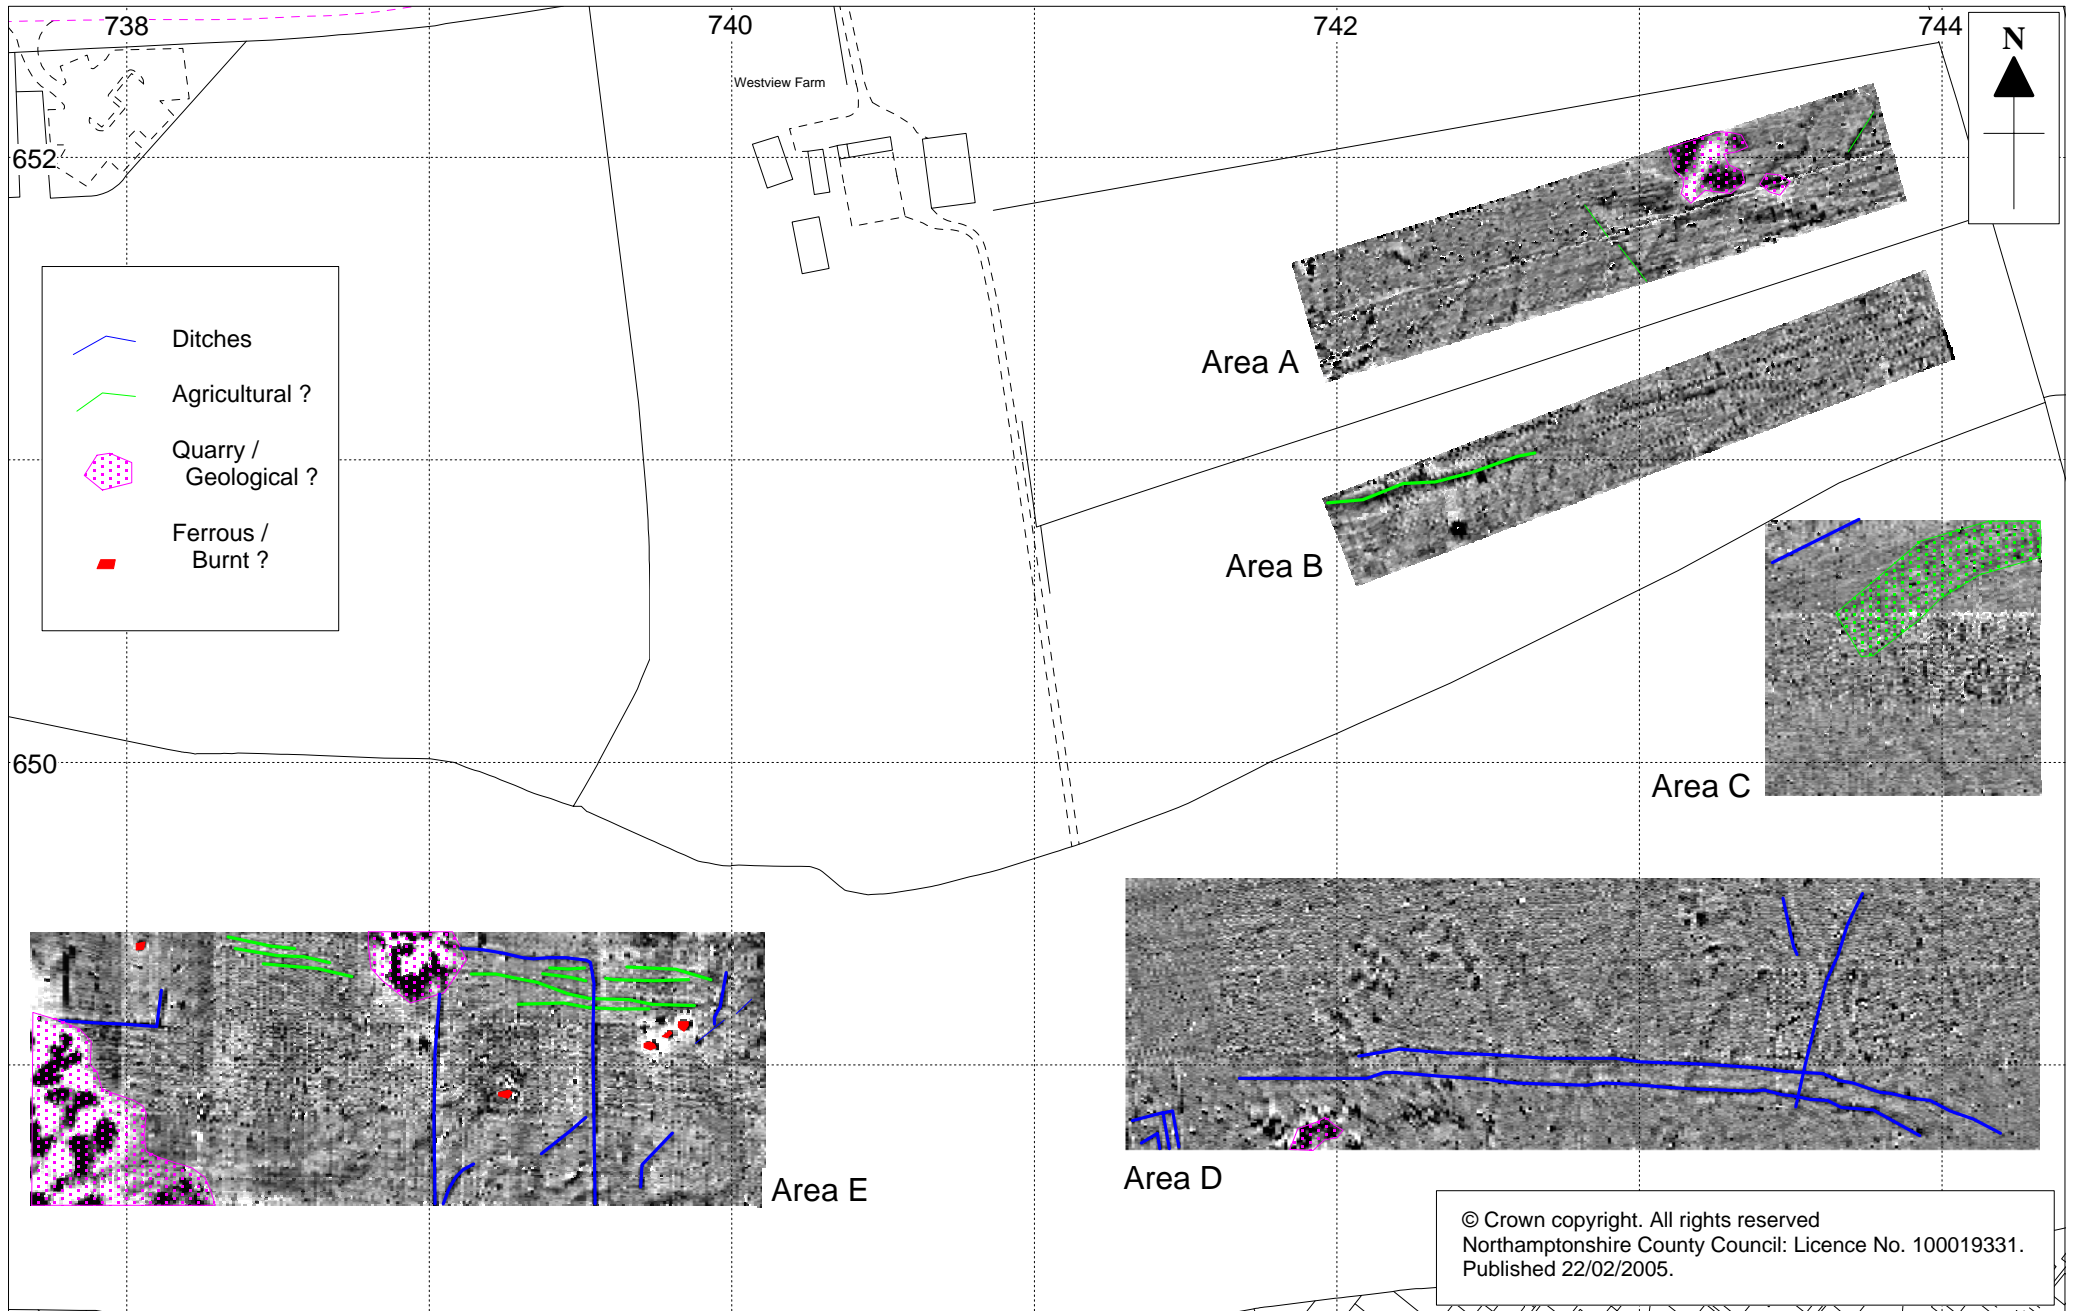 738
740
742
744
N
Westview Farm
652
Ditches
Agricultural ?
Quarry /
Geological ?
Ferrous /
Burnt ?
Area A
Area B
650
Area C
Area E
Area D
© Crown copyright. All rights reserved
Northamptonshire County Council: Licence No. 100019331.
Published 22/02/2005.